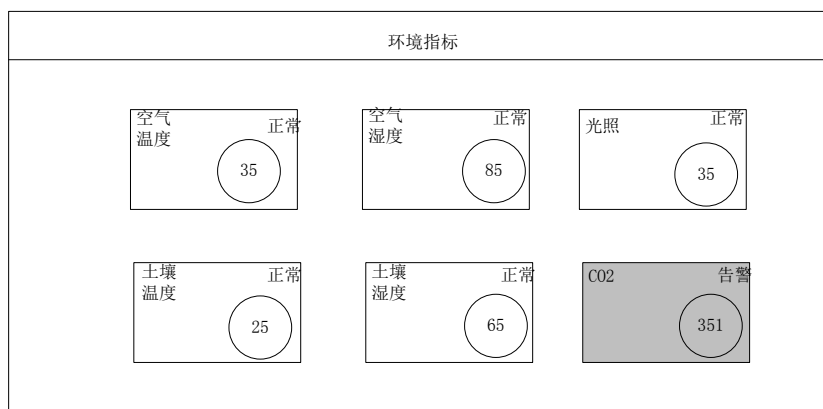 环境指标
空气
温度
正常
35
空气
湿度
正常
85
光照
正常
35
土壤
温度
正常
25
土壤
湿度
正常
65
CO2
告警
351